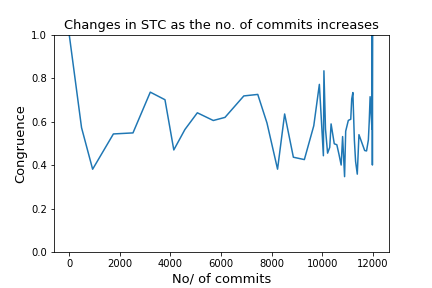 Changes in STC as the no. of commits increases
1.0
0.8
0.6
0.4
0.2
0.0
Congruence
0 2000 4000 6000 8000 10000 12000
No/ of commits